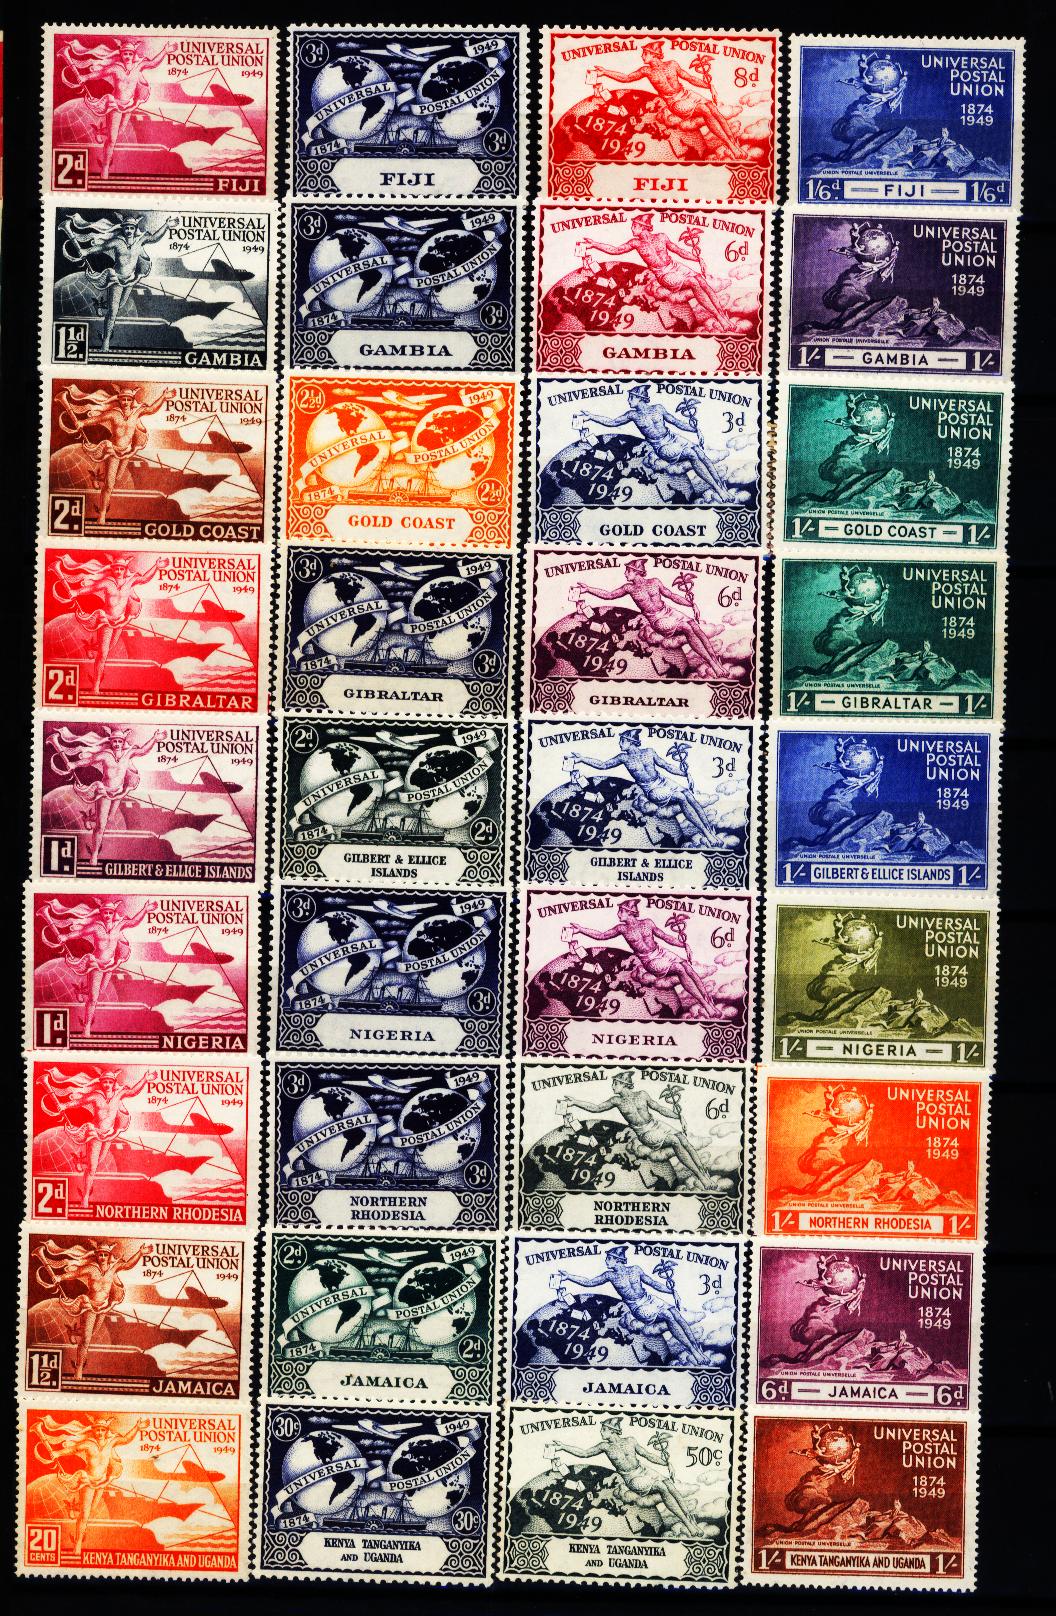 UNIVERSAL
POSTAL UNION
1874 1949
2d
FIJI
3d 1949
UNIVERSAL POSTAL UNION
1874 3d
FIJI
UNIVERSAL POSTAL UNION
8d
1874
1949
FIJI
UNIVERSAL
POSTAL
UNION
1874
1949
UNION POSTALE UNIVERSELLE
1/6d. FIJI 1/6d.
UNIVERSAL
POSTAL UNION
1874 1949
1½d.
GAMBIA
3d 1949
UNIVERSAL POSTAL UNION
1874 3d
GAMBIA
UNIVERSAL POSTAL UNION
6d
1874
1949
GAMBIA
UNIVERSAL
POSTAL
UNION
1874
1949
UNION POSTALE UNIVERSELLE
1/- GAMBIA 1/-
UNIVERSAL
POSTAL UNION
1874 1949
2d
GOLD COAST
2½d 1949
UNIVERSAL POSTAL UNION
1874 2½d
GOLD COAST
UNIVERSAL POSTAL UNION
3d
1874
1949
GOLD COAST
UNIVERSAL
POSTAL
UNION
1874
1949
UNION POSTALE UNIVERSELLE
1/- GOLD COAST 1/-
UNIVERSAL
POSTAL UNION
1874 1949
2d
GIBRALTAR
3d 1949
UNIVERSAL POSTAL UNION
1874 3d
GIBRALTAR
UNIVERSAL POSTAL UNION
6d
1874
1949
GIBRALTAR
UNIVERSAL
POSTAL
UNION
1874
1949
UNION POSTALE UNIVERSELLE
1/- GIBRALTAR 1/-
UNIVERSAL
POSTAL UNION
1874 1949
1d
GILBERT & ELLICE ISLANDS
2d 1949
UNIVERSAL POSTAL UNION
1874 2d
GILBERT & ELLICE
ISLANDS
UNIVERSAL POSTAL UNION
3d
1874
1949
GILBERT & ELLICE
ISLANDS
UNIVERSAL
POSTAL
UNION
1874
1949
UNION POSTALE UNIVERSELLE
1/- GILBERT & ELLICE ISLANDS 1/-
UNIVERSAL
POSTAL UNION
1874 1949
1d
NIGERIA
3d 1949
UNIVERSAL POSTAL UNION
1874 3d
NIGERIA
UNIVERSAL POSTAL UNION
6d
1874
1949
NIGERIA
UNIVERSAL
POSTAL
UNION
1874
1949
UNION POSTALE UNIVERSELLE
1/- NIGERIA 1/-
UNIVERSAL
POSTAL UNION
1874 1949
2d
NORTHERN RHODESIA
3d 1949
UNIVERSAL POSTAL UNION
1874 3d
NORTHERN
RHODESIA
UNIVERSAL POSTAL UNION
6d
1874
1949
NORTHERN
RHODESIA
UNIVERSAL
POSTAL
UNION
1874
1949
UNION POSTALE UNIVERSELLE
1/- NORTHERN RHODESIA 1/-
UNIVERSAL
POSTAL UNION
1874 1949
1½d.
JAMAICA
2d 1949
UNIVERSAL POSTAL UNION
1874 2d
JAMAICA
UNIVERSAL POSTAL UNION
3d
1874
1949
JAMAICA
UNIVERSAL
POSTAL
UNION
1874
1949
UNION POSTALE UNIVERSELLE
6d JAMAICA 6d
UNIVERSAL
POSTAL UNION
1874 1949
20
CENTS
KENYA TANGANYIKA AND UGANDA
30c 1949
UNIVERSAL POSTAL UNION
1874 30c
KENYA TANGANYIKA
AND UGANDA
UNIVERSAL POSTAL UNION
50c
1874
1949
KENYA TANGANYIKA
AND UGANDA
UNIVERSAL
POSTAL
UNION
1874
1949
UNION POSTALE UNIVERSELLE
1/- KENYA TANGANYIKA AND UGANDA 1/-